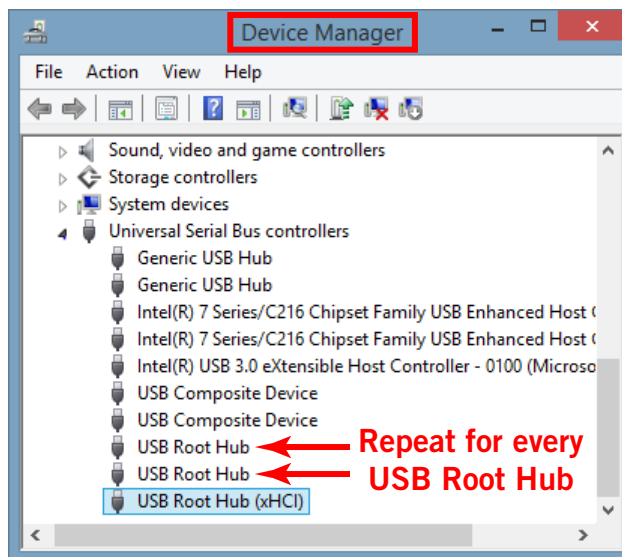 Device Manager
File Action View Help
Sound, video and game controllers
Storage controllers
System devices
Universal Serial Bus controllers
Generic USB Hub
Generic USB Hub
Intel(R) 7 Series/C216 Chipset Family USB Enhanced Host C
Intel(R) 7 Series/C216 Chipset Family USB Enhanced Host C
Intel(R) USB 3.0 eXtensible Host Controller - 0100 (Microso
USB Composite Device
USB Composite Device
USB Root Hub
USB Root Hub
USB Root Hub (xHCI)
Repeat for every
USB Root Hub